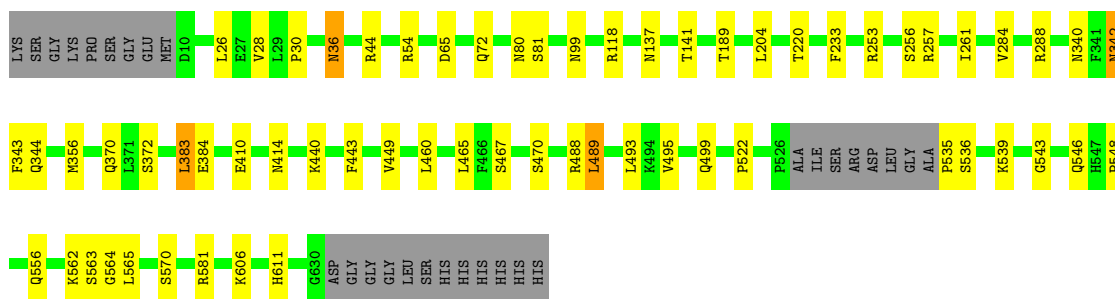 LYS SER GLY LYS PRO SER GLY GLU MET D10 L26 E27 V28 L29 P30 N36 R44 R54 D65 Q72 N80 S81 N99 R118 N137 T141 T189 L204 T220 F233 R253 S256 R257 I261 V284 R288 N340 F341 N342
F343 Q344 M356 Q370 L371 S372 L383 E384 E410 N414 K440 F443 V449 L460 L465 F466 S467 S470 R488 L489 L493 K494 V495 Q499 P522 P526 ALA ILE SER ARG ASP LEU GLY ALA P535 S536 K539 G543 Q546 H547
Q556 K562 S563 G564 L565 S570 R581 K606 H611 G630 ASP GLY GLY GLY LEU SER HIS HIS HIS HIS HIS HIS